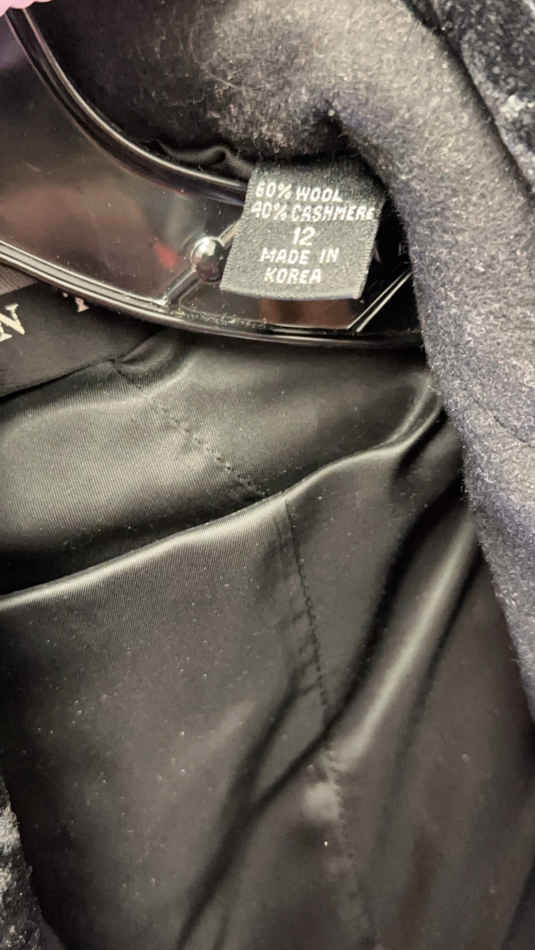 60% WOOL
40% CASHMERE
12
MADE IN
KOREA
N